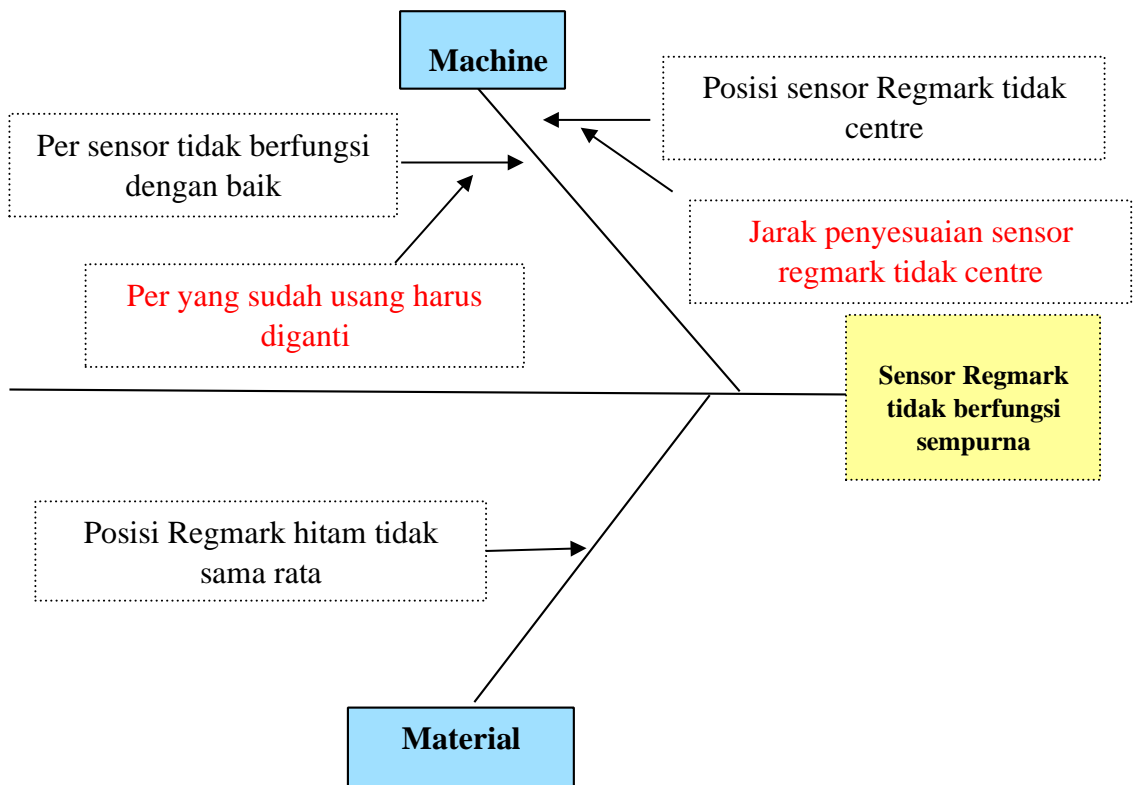 Machine
Posisi sensor Regmark tidak
centre
Per sensor tidak berfungsi
dengan baik
Jarak penyesuaian sensor
regmark tidak centre
Per yang sudah usang harus
diganti
Sensor Regmark
tidak berfungsi
sempurna
Posisi Regmark hitam tidak
sama rata
Material